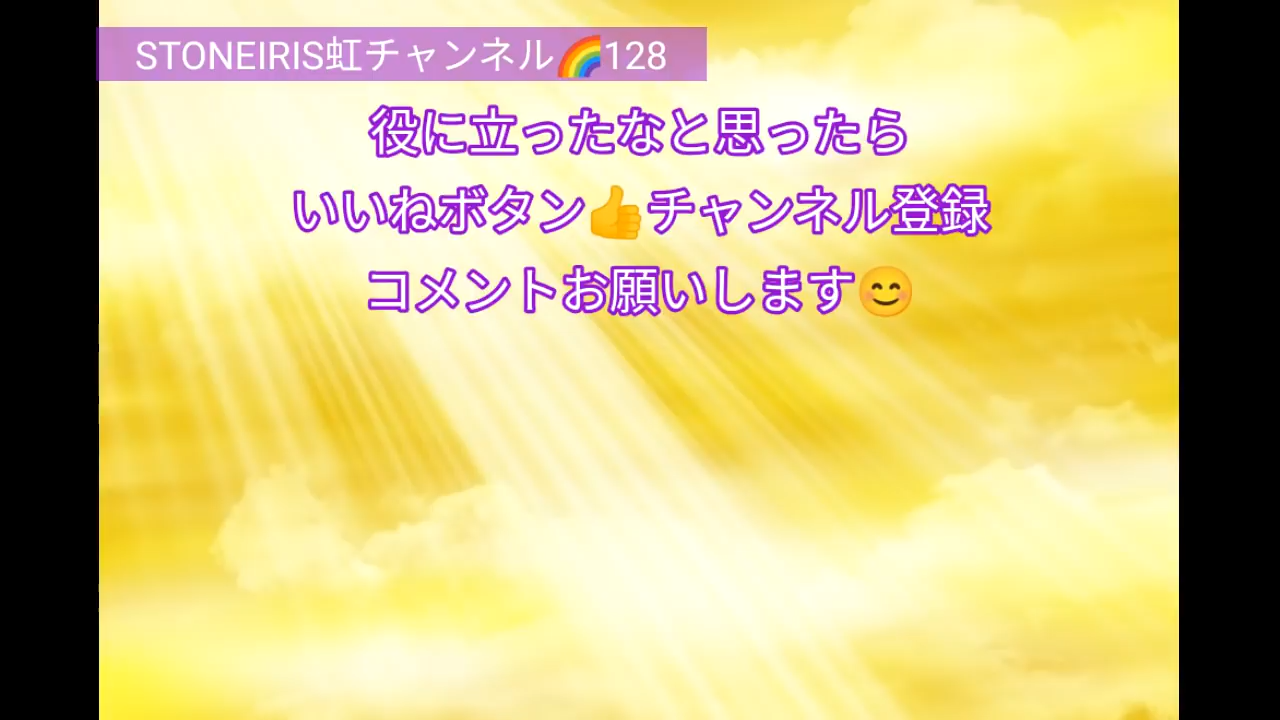 STONEIRIS虹チャンネル🌈128
役に立ったなと思ったら
いいねボタン👍チャンネル登録
コメントお願いします😊